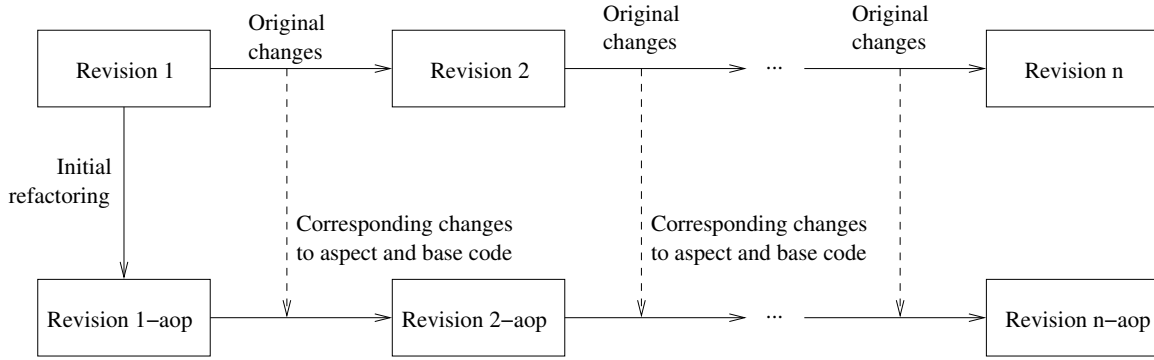 Original
changes
Original
changes
Original
changes
Revision 1
Revision 2
...
Revision n
Initial
refactoring
Corresponding changes
to aspect and base code
Corresponding changes
to aspect and base code
Revision 1−aop
Revision 2−aop
...
Revision n−aop